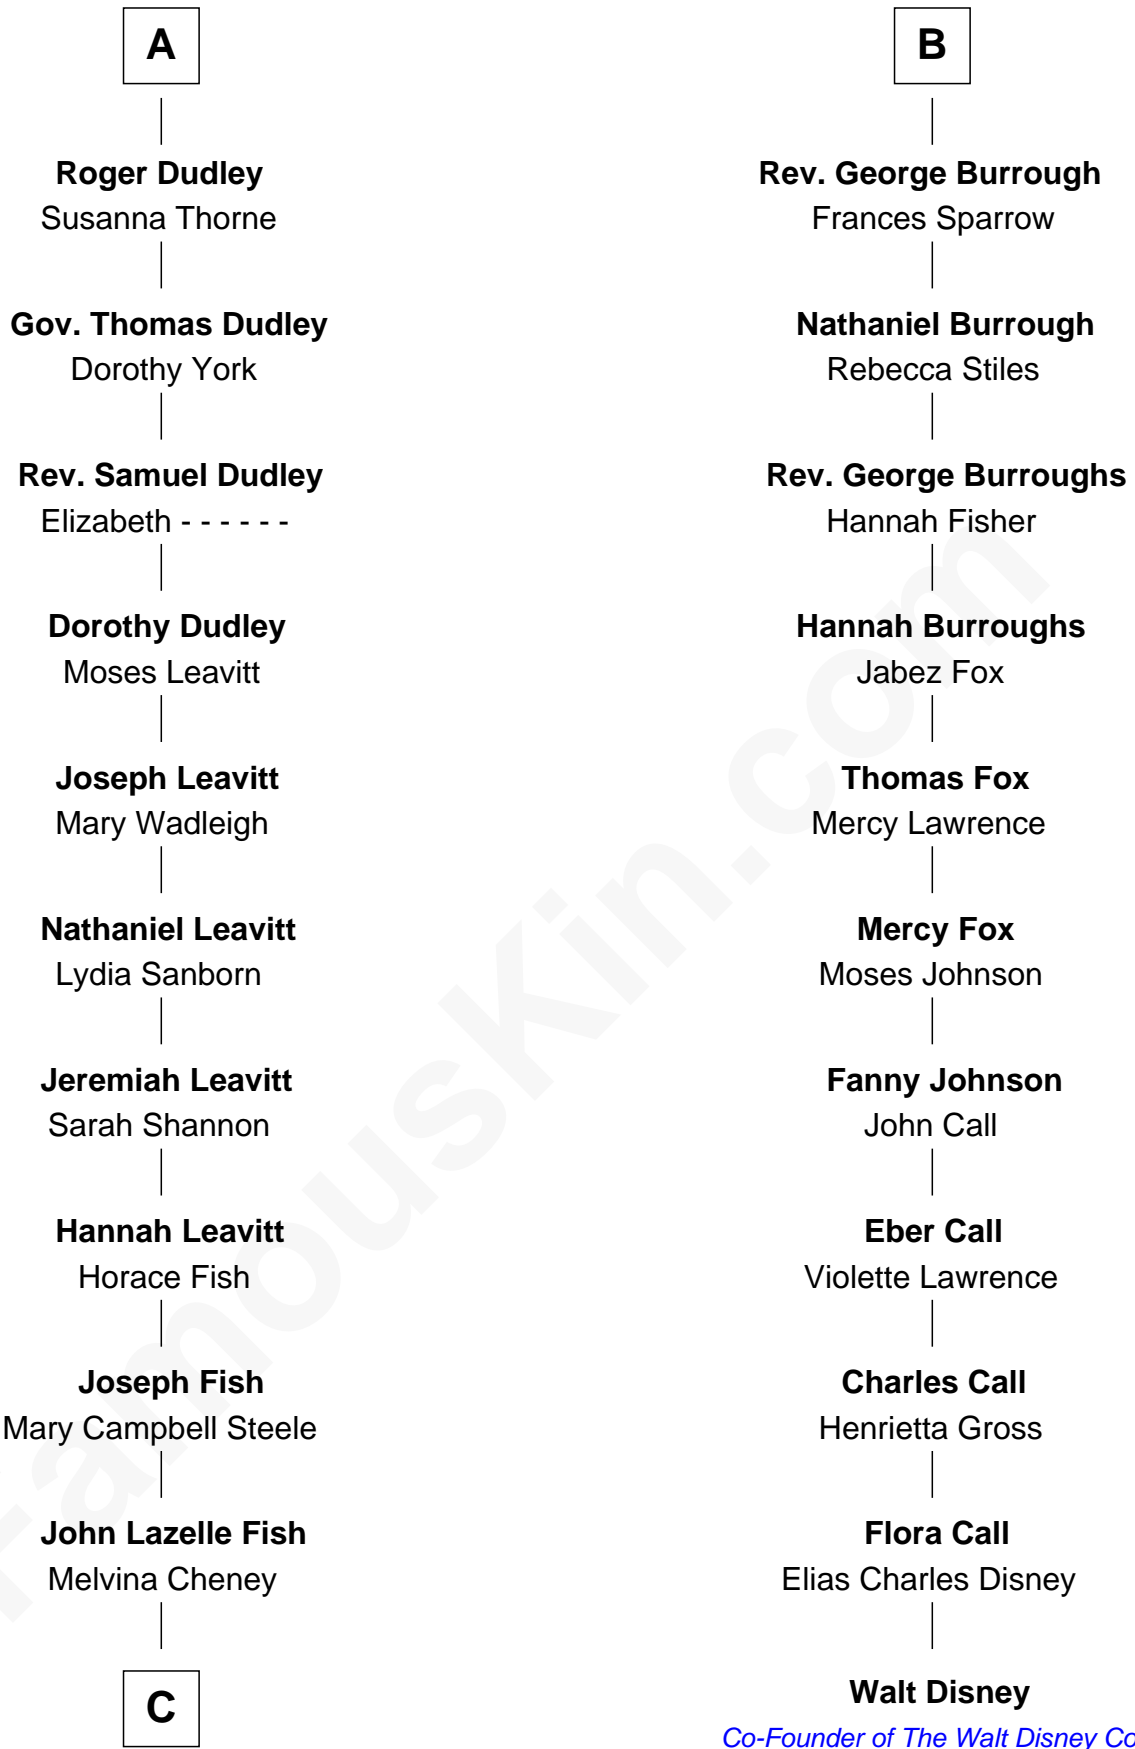 A
Roger Dudley
Susanna Thorne
Gov. Thomas Dudley
Dorothy York
Rev. Samuel Dudley
Elizabeth - - - - - -
Dorothy Dudley
Moses Leavitt
Joseph Leavitt
Mary Wadleigh
Nathaniel Leavitt
Lydia Sanborn
Jeremiah Leavitt
Sarah Shannon
Hannah Leavitt
Horace Fish
Joseph Fish
Mary Campbell Steele
John Lazelle Fish
Melvina Cheney
C
B
Rev. George Burrough
Frances Sparrow
Nathaniel Burrough
Rebecca Stiles
Rev. George Burroughs
Hannah Fisher
Hannah Burroughs
Jabez Fox
Thomas Fox
Mercy Lawrence
Mercy Fox
Moses Johnson
Fanny Johnson
John Call
Eber Call
Violette Lawrence
Charles Call
Henrietta Gross
Flora Call
Elias Charles Disney
Walt Disney
Co-Founder of The Walt Disney Co
FamousKin.com